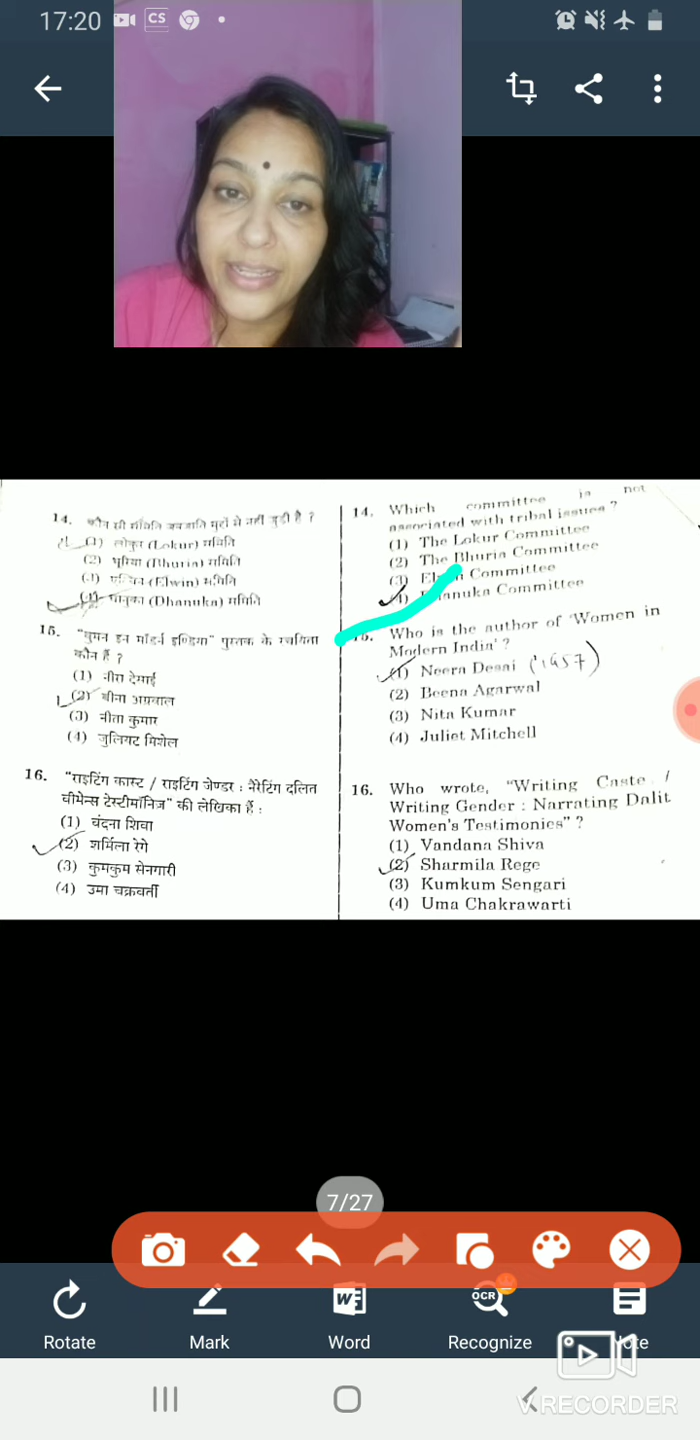 17:20
CS
14. कौन सी समिति जनजाति मुद्दों से नहीं जुड़ी है ?
(1) लोकुर (Lokur) समिति
(2) भूरिया (Bhuria) समिति
(3) एल्विन (Elwin) समिति
(4) धानुका (Dhanuka) समिति
15. "वुमन इन मॉडर्न इण्डिया" पुस्तक के रचयिता
कौन हैं ?
(1) नीरा देसाई
(2) बीना अग्रवाल
(3) नीता कुमार
(4) जुलियट मिशेल
16. "राइटिंग कास्ट / राइटिंग जेण्डर : नैरेटिंग दलित
वीमेन्स टेस्टीमॉनिज" की लेखिका हैं :
(1) वंदना शिवा
(2) शर्मिला रेगे
(3) कुमकुम सेनगारी
(4) उमा चक्रवर्ती
14. Which committee is not
associated with tribal issues ?
(1) The Lokur Committee
(2) The Bhuria Committee
(3) Committee
Committee
Who is the author of 'Women in
Modern India' ?
(1) Neera Desai (1957)
(2) Beena Agarwal
(3) Nita Kumar
(4) Juliet Mitchell
16. Who wrote, "Writing Caste /
Writing Gender : Narrating Dalit
Women's Testimonies" ?
(1) Vandana Shiva
(2) Sharmila Rege
(3) Kumkum Sengari
(4) Uma Chakrawarti
7/27
W
OCR
Rotate
Mark
Word
Recognize
V RECORDER